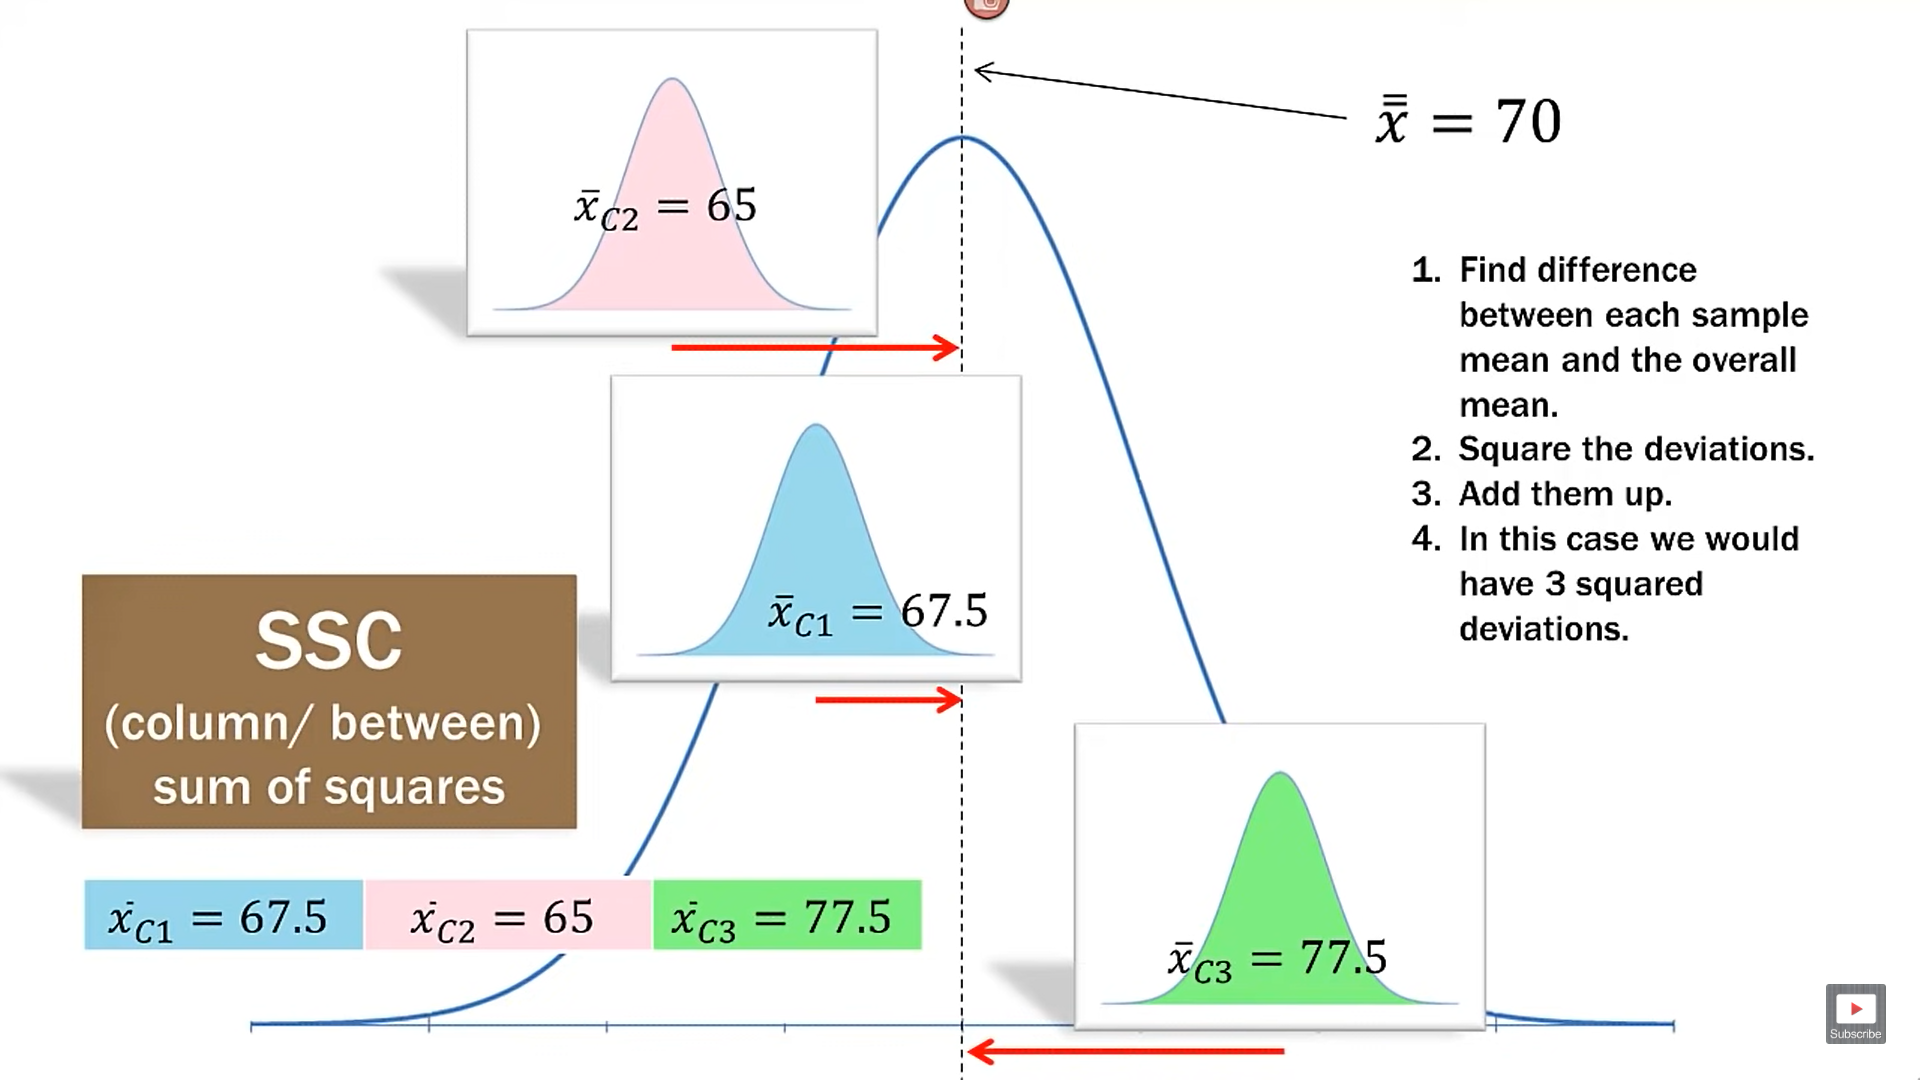 x̿ = 70
x̄C2 = 65
1. Find difference
between each sample
mean and the overall
mean.
2. Square the deviations.
3. Add them up.
4. In this case we would
have 3 squared
deviations.
x̄C1 = 67.5
SSC
(column/ between)
sum of squares
x̄C1 = 67.5
x̄C2 = 65
x̄C3 = 77.5
x̄C3 = 77.5
Subscribe